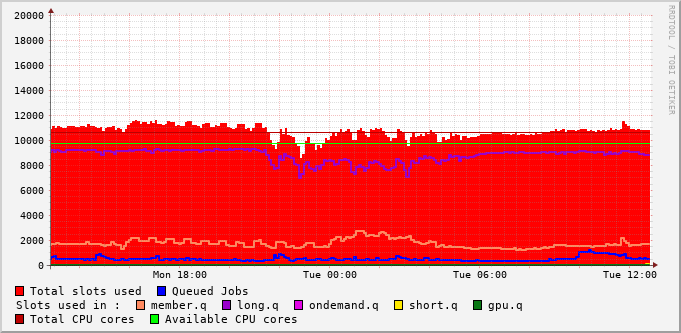 RRDTOOL / TOBI OETIKER
20000
18000
16000
14000
12000
10000
8000
6000
4000
2000
0
Mon 18:00 Tue 00:00 Tue 06:00 Tue 12:00
Total slots used Queued Jobs
Slots used in : member.q long.q ondemand.q short.q gpu.q
Total CPU cores Available CPU cores